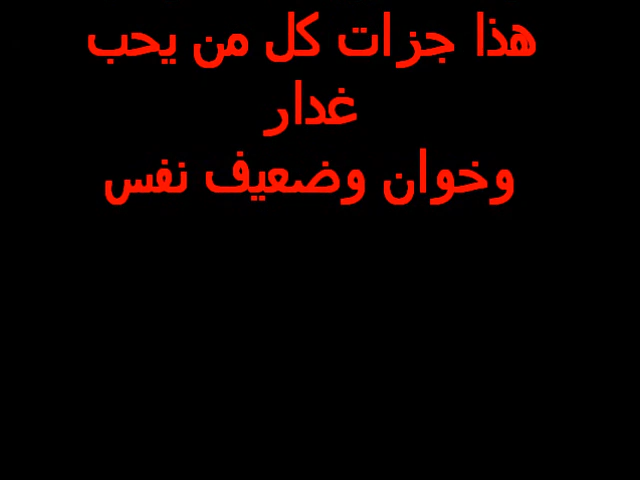 هذا جزات كل من يحب
غدار
وخوان وضعيف نفس